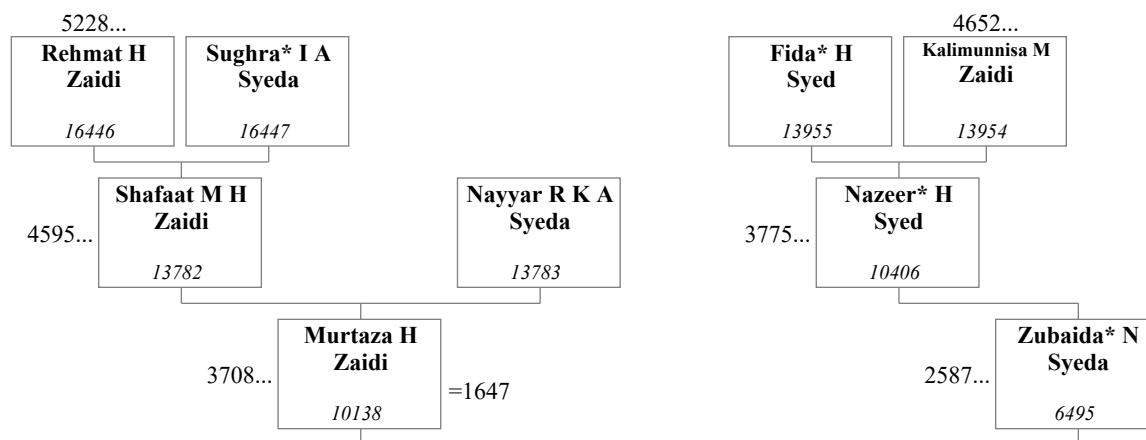 5228...
4652...
Rehmat H
Zaidi
16446
Sughra* I A
Syeda
16447
Fida* H
Syed
13955
Kalimunnisa M
Zaidi
13954
4595...
Shafaat M H
Zaidi
13782
Nayyar R K A
Syeda
13783
3775...
Nazeer* H
Syed
10406
3708...
Murtaza H
Zaidi
10138
=1647
2587...
Zubaida* N
Syeda
6495